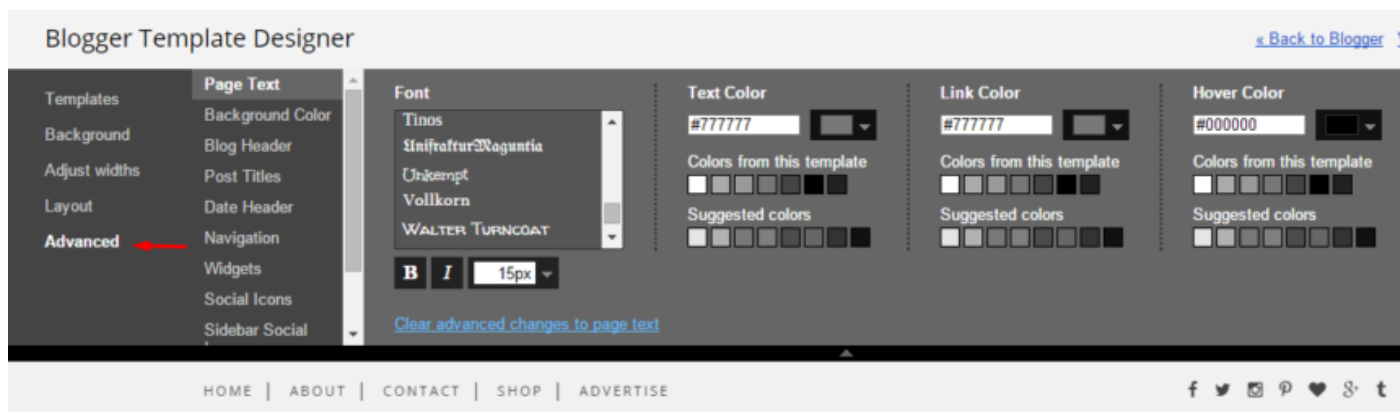 Blogger Template Designer
« Back to Blogger
Templates
Background
Adjust widths
Layout
Advanced
Page Text
Background Color
Blog Header
Post Titles
Date Header
Navigation
Widgets
Social Icons
Sidebar Social
Font
Tinos
UnifrakturMaguntia
Unkempt
Vollkorn
Walter Turncoat
B I 15px
Clear advanced changes to page text
Text Color
#777777
Colors from this template
Suggested colors
Link Color
#777777
Colors from this template
Suggested colors
Hover Color
#000000
Colors from this template
Suggested colors
HOME | ABOUT | CONTACT | SHOP | ADVERTISE